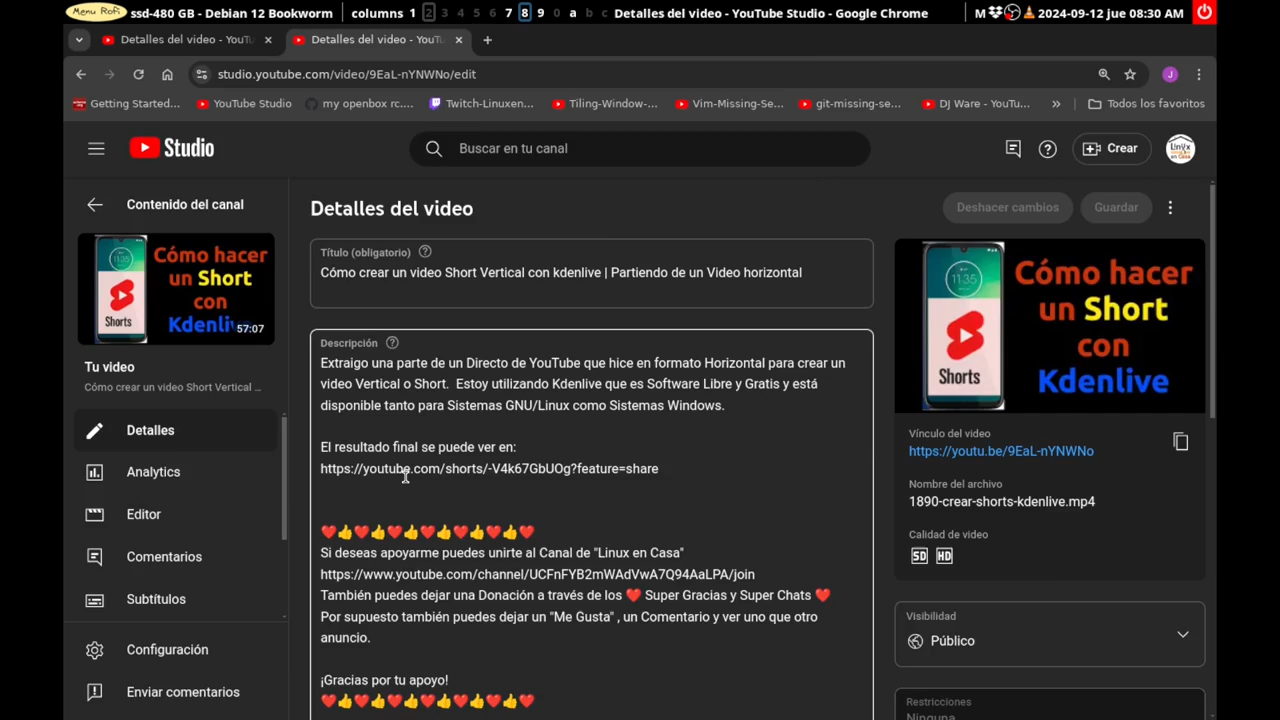 Menu Rofi ssd-480 GB - Debian 12 Bookworm columns 1 2 3 4 5 6 7 8 9 0 a b c Detalles del video - YouTube Studio - Google Chrome M 2024-09-12 jue 08:30 AM
Detalles del video - YouTu
Detalles del video - YouTu
studio.youtube.com/video/9EaL-nYNWNo/edit
J
Getting Started... YouTube Studio my openbox rc.... Twitch-Linuxen... Tiling-Window-... Vim-Missing-Se... git-missing-se... DJ Ware - YouTu... » Todos los favoritos
Studio
Buscar en tu canal
Crear
Linux
en Casa
Contenido del canal
11:35
Shorts
Cómo hacer
un Short
con
Kdenli
57:07
Tu video
Cómo crear un video Short Vertical ...
Detalles
Analytics
Editor
Comentarios
Subtítulos
Configuración
Enviar comentarios
Detalles del video
Deshacer cambios
Guardar
Título (obligatorio)
Cómo crear un video Short Vertical con kdenlive | Partiendo de un Video horizontal
Descripción
Extraigo una parte de un Directo de YouTube que hice en formato Horizontal para crear un
video Vertical o Short. Estoy utilizando Kdenlive que es Software Libre y Gratis y está
disponible tanto para Sistemas GNU/Linux como Sistemas Windows.
El resultado final se puede ver en:
https://youtube.com/shorts/-V4k67GbUOg?feature=share
❤️👍❤️👍❤️👍❤️👍❤️👍❤️👍❤️
Si deseas apoyarme puedes unirte al Canal de "Linux en Casa"
https://www.youtube.com/channel/UCFnFYB2mWAdVwA7Q94AaLPA/join
También puedes dejar una Donación a través de los ❤️ Super Gracias y Super Chats ❤️
Por supuesto también puedes dejar un "Me Gusta" , un Comentario y ver uno que otro
anuncio.
¡Gracias por tu apoyo!
❤️👍❤️👍❤️👍❤️👍❤️👍❤️👍❤️
11:35
Shorts
Cómo hacer
un Short
con
Kdenlive
Vínculo del video
https://youtu.be/9EaL-nYNWNo
Nombre del archivo
1890-crear-shorts-kdenlive.mp4
Calidad de video
SD HD
Visibilidad
Público
Restricciones
Ninguna